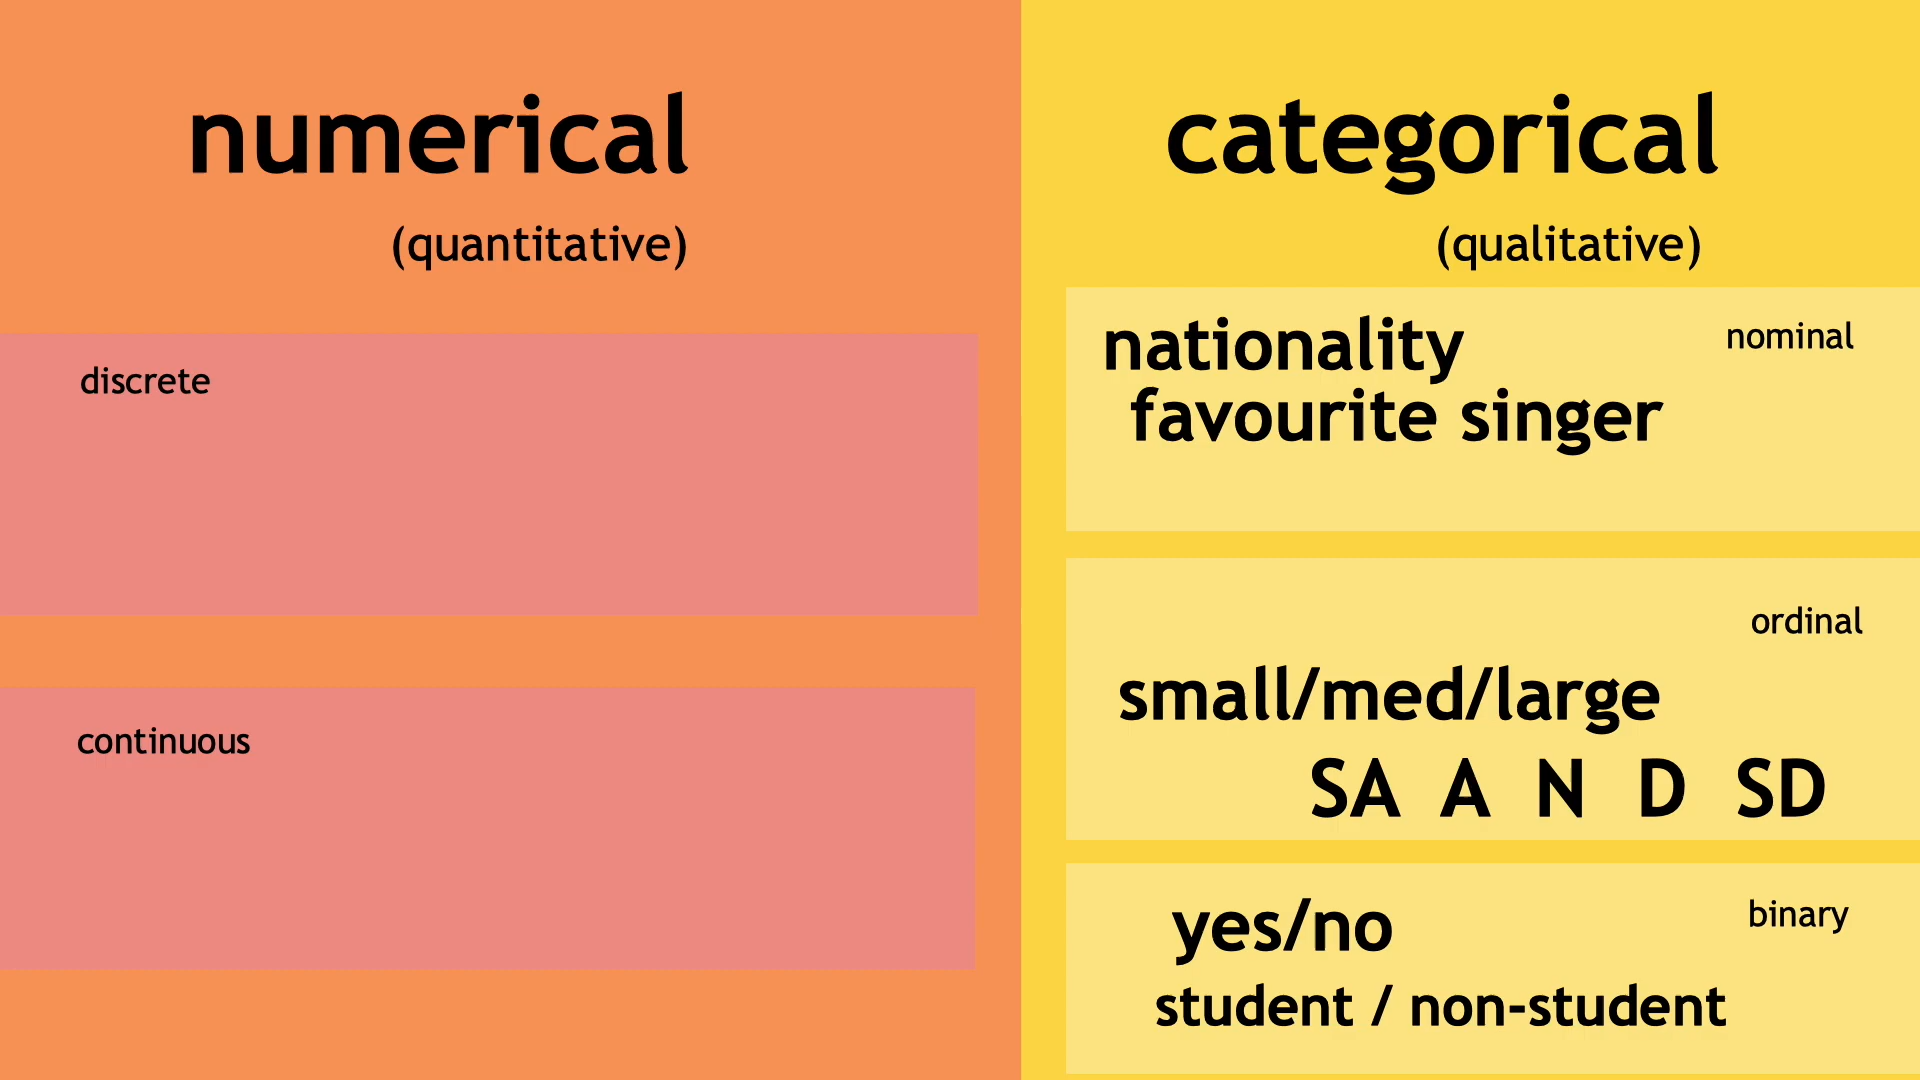 numerical
(quantitative)
discrete
continuous
categorical
(qualitative)
nationality
nominal
favourite singer
ordinal
small/med/large
SA A N D SD
yes/no
binary
student / non-student